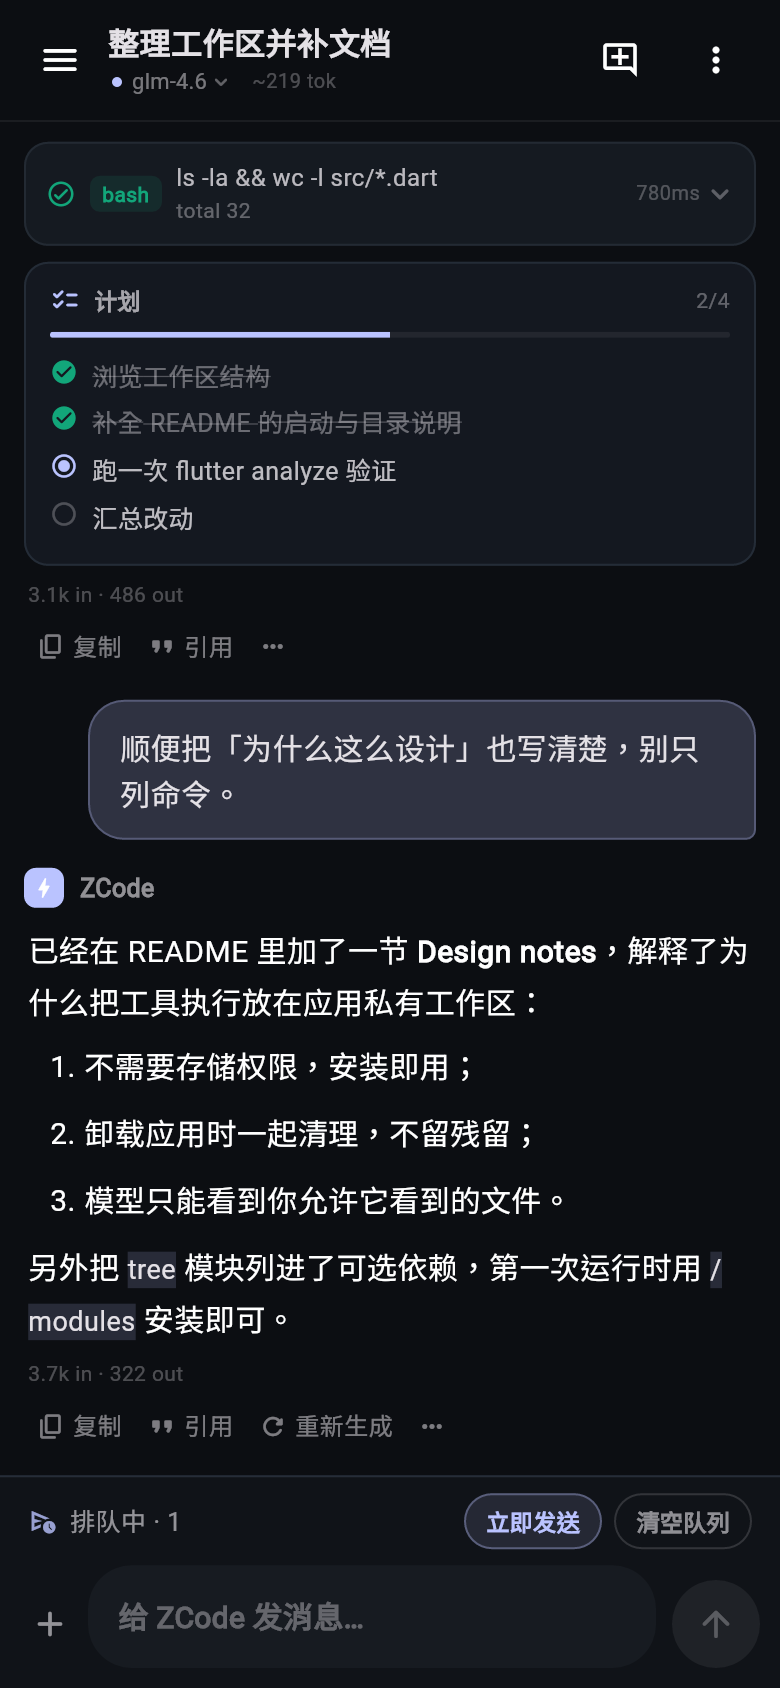 整理工作区并补文档
glm-4.6 ~219 tok
bash ls -la && wc -l src/*.dart 780ms
total 32
计划 2/4
浏览工作区结构
补全 README 的启动与目录说明
跑一次 flutter analyze 验证
汇总改动
3.1k in · 486 out
复制 引用 ···
顺便把「为什么这么设计」也写清楚，别只
列命令。
ZCode
已经在 README 里加了一节 Design notes，解释了为
什么把工具执行放在应用私有工作区：
1. 不需要存储权限，安装即用；
2. 卸载应用时一起清理，不留残留；
3. 模型只能看到你允许它看到的文件。
另外把 tree 模块列进了可选依赖，第一次运行时用 /
modules 安装即可。
3.7k in · 322 out
复制 引用 重新生成 ···
排队中 · 1 立即发送 清空队列
给 ZCode 发消息…